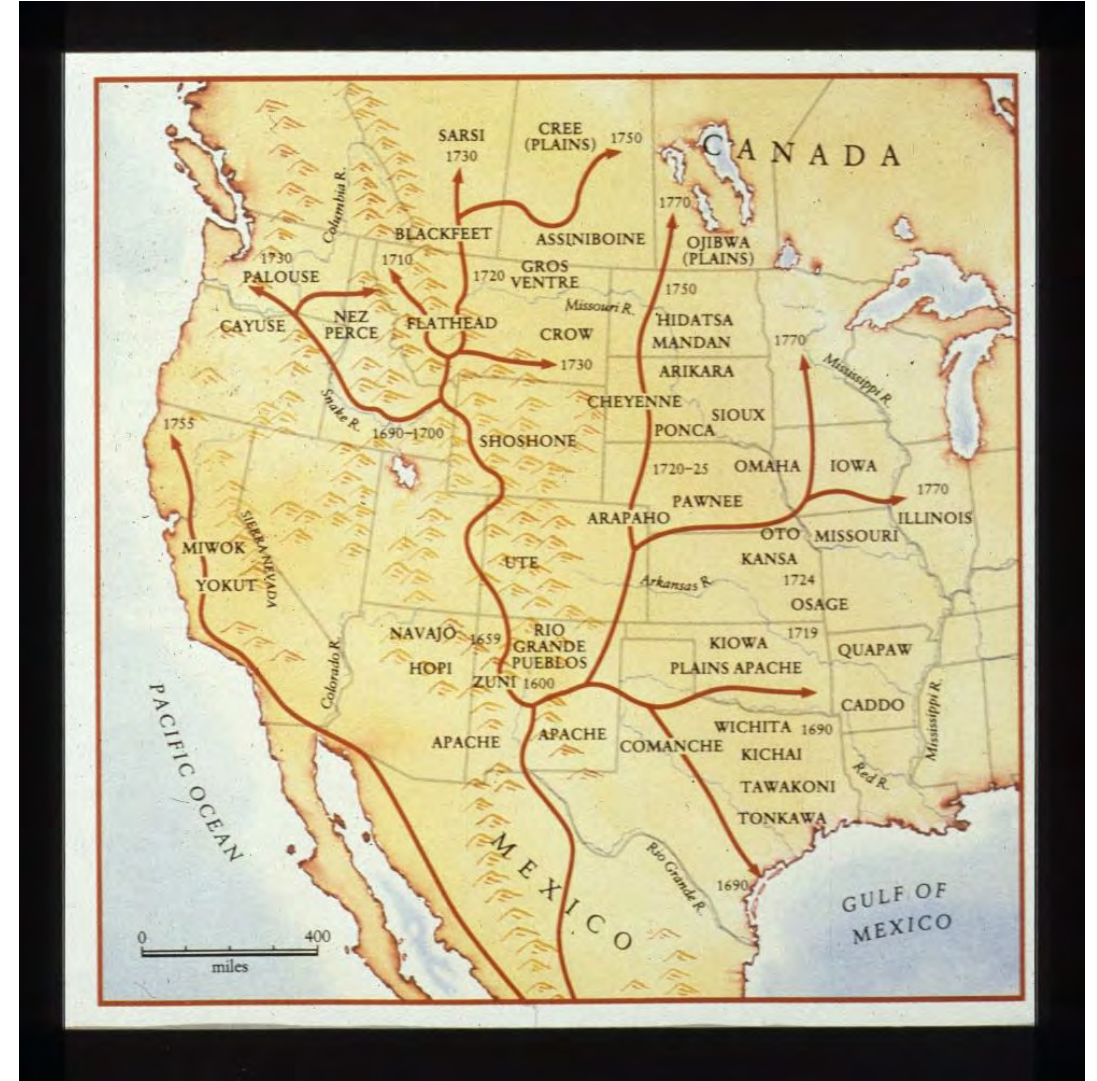 SARSI
1730
CREE
(PLAINS)
1750
CANADA
Columbia R.
1770
BLACKFEET
ASSINIBOINE
OJIBWA
(PLAINS)
1730
PALOUSE
1710
1720
GROS
VENTRE
1750
Missouri R.
CAYUSE
NEZ
PERCE
FLATHEAD
CROW
HIDATSA
MANDAN
1770
1730
ARIKARA
Mississippi R.
Snake R.
CHEYENNE
SIOUX
PONCA
1755
1690–1700
SHOSHONE
1720–25
OMAHA
IOWA
PAWNEE
1770
ARAPAHO
ILLINOIS
SIERRA NEVADA
OTO
MISSOURI
MIWOK
UTE
KANSA
YOKUT
Arkansas R.
1724
OSAGE
NAVAJO
1659
RIO
GRANDE
PUEBLOS
KIOWA
1719
QUAPAW
HOPI
PLAINS APACHE
Colorado R.
ZUNI
1600
CADDO
Mississippi R.
APACHE
APACHE
COMANCHE
WICHITA
1690
KICHAI
Red R.
TAWAKONI
TONKAWA
PACIFIC OCEAN
MEXICO
Rio Grande R.
1690
GULF OF
MEXICO
0
400
miles